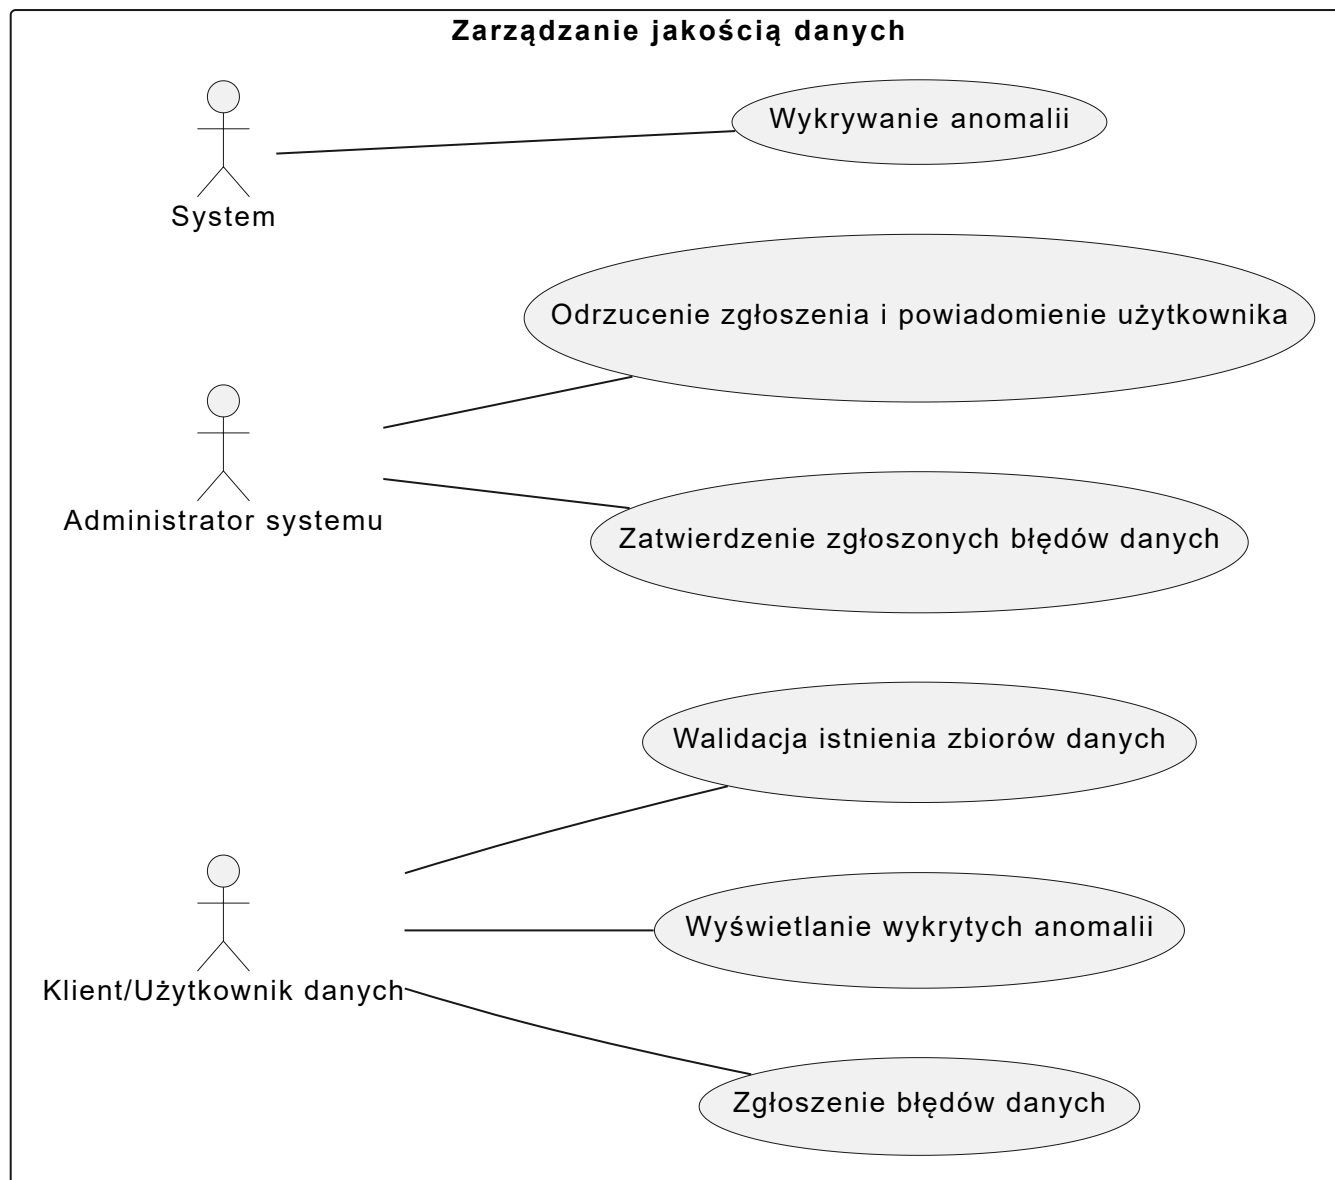 Zarządzanie jakością danych
Wykrywanie anomalii
System
Odrzucenie zgłoszenia i powiadomienie użytkownika
Administrator systemu
Zatwierdzenie zgłoszonych błędów danych
Walidacja istnienia zbiorów danych
Wyświetlanie wykrytych anomalii
Klient/Użytkownik danych
Zgłoszenie błędów danych